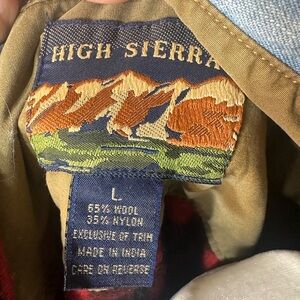 HIGH SIERRA
L
65% WOOL
35% NYLON
EXCLUSIVE OF TRIM
MADE IN INDIA
CARE ON REVERSE